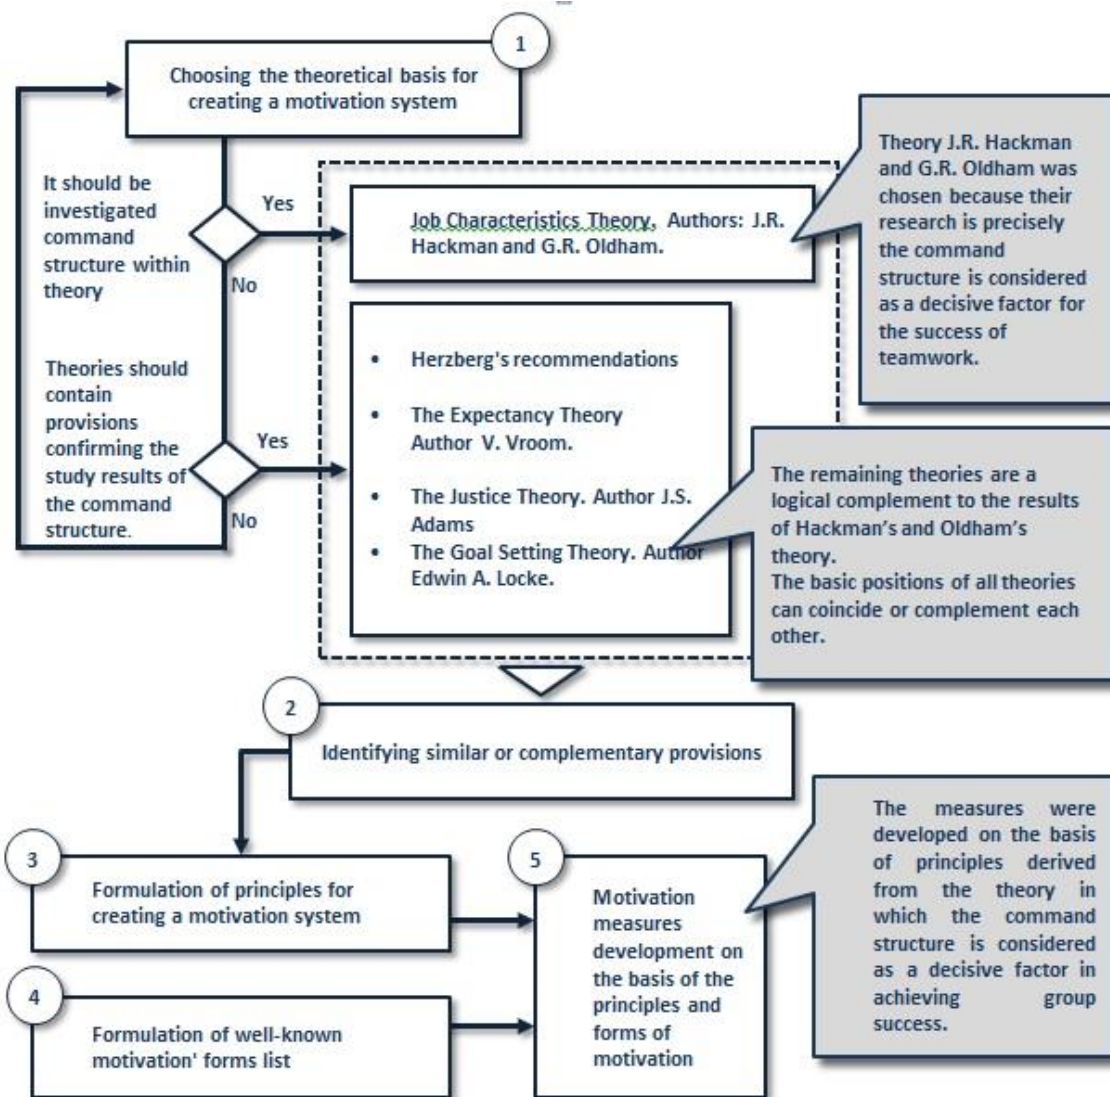 1
Choosing the theoretical basis for
creating a motivation system
It should be
investigated
command
structure within
theory
Yes
No
Job Characteristics Theory, Authors: J.R.
Hackman and G.R. Oldham.
Theory J.R. Hackman
and G.R. Oldham was
chosen because their
research is precisely
the command
structure is considered
as a decisive factor for
the success of
teamwork.
Theories should
contain
provisions
confirming the
study results of
the command
structure.
Yes
No
• Herzberg's recommendations
• The Expectancy Theory
Author V. Vroom.
• The Justice Theory. Author J.S.
Adams
• The Goal Setting Theory. Author
Edwin A. Locke.
The remaining theories are a
logical complement to the results
of Hackman’s and Oldham’s
theory.
The basic positions of all theories
can coincide or complement each
other.
2
Identifying similar or complementary provisions
3
Formulation of principles for
creating a motivation system
4
Formulation of well-known
motivation' forms list
5
Motivation
measures
development on
the basis of the
principles and
forms of
motivation
The measures were
developed on the basis
of principles derived
from the theory in
which the command
structure is considered
as a decisive factor in
achieving group
success.